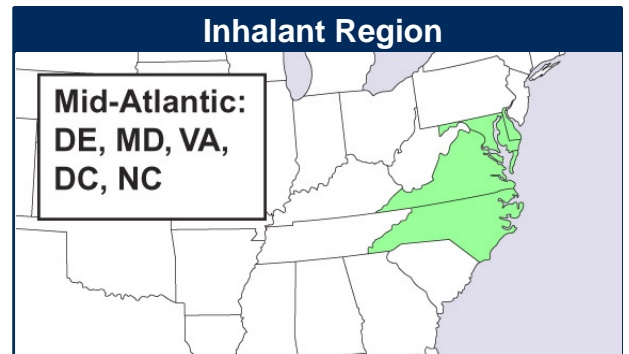 Inhalant Region
Mid-Atlantic:
DE, MD, VA,
DC, NC